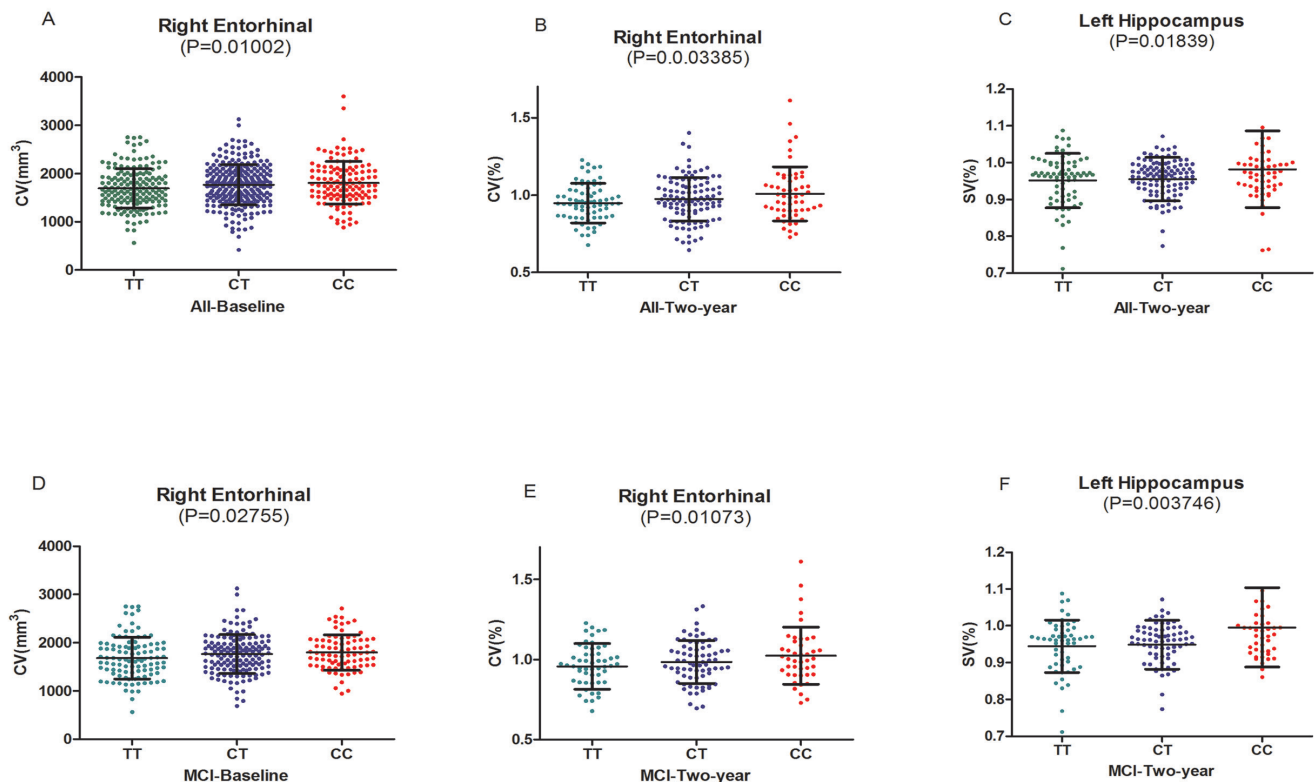 A
Right Entorhinal
(P=0.01002)
4000
3000
2000
1000
0
CV(mm³)
TT CT CC
All-Baseline
B
Right Entorhinal
(P=0.0.03385)
1.5
1.0
0.5
CV(%)
TT CT CC
All-Two-year
C
Left Hippocampus
(P=0.01839)
1.2
1.1
1.0
0.9
0.8
0.7
SV(%)
TT CT CC
All-Two-year
D
Right Entorhinal
(P=0.02755)
4000
3000
2000
1000
0
CV(mm³)
TT CT CC
MCI-Baseline
E
Right Entorhinal
(P=0.01073)
1.5
1.0
0.5
CV(%)
TT CT CC
MCI-Two-year
F
Left Hippocampus
(P=0.003746)
1.2
1.1
1.0
0.9
0.8
0.7
SV(%)
TT CT CC
MCI-Two-year